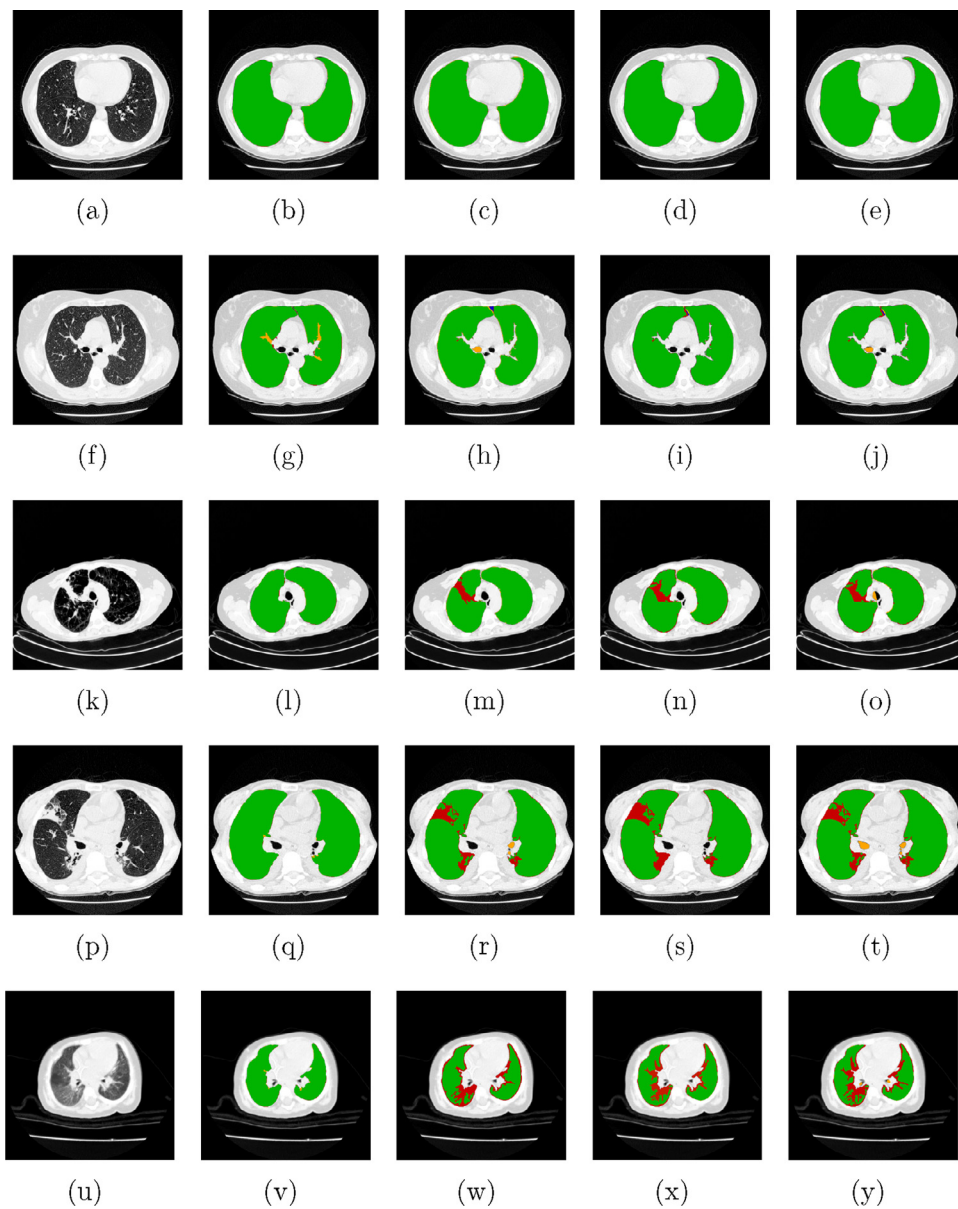 (a) (b) (c) (d) (e)
(f) (g) (h) (i) (j)
(k) (l) (m) (n) (o)
(p) (q) (r) (s) (t)
(u) (v) (w) (x) (y)